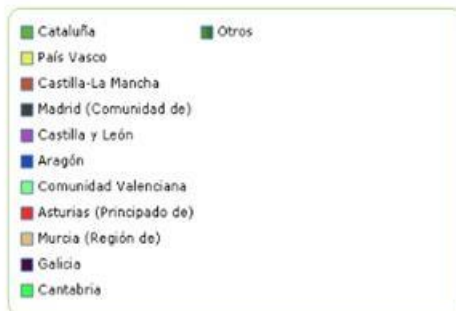 Cataluña
País Vasco
Castilla-La Mancha
Madrid (Comunidad de)
Castilla y León
Aragón
Comunidad Valenciana
Asturias (Principado de)
Murcia (Región de)
Galicia
Cantabria
Otros